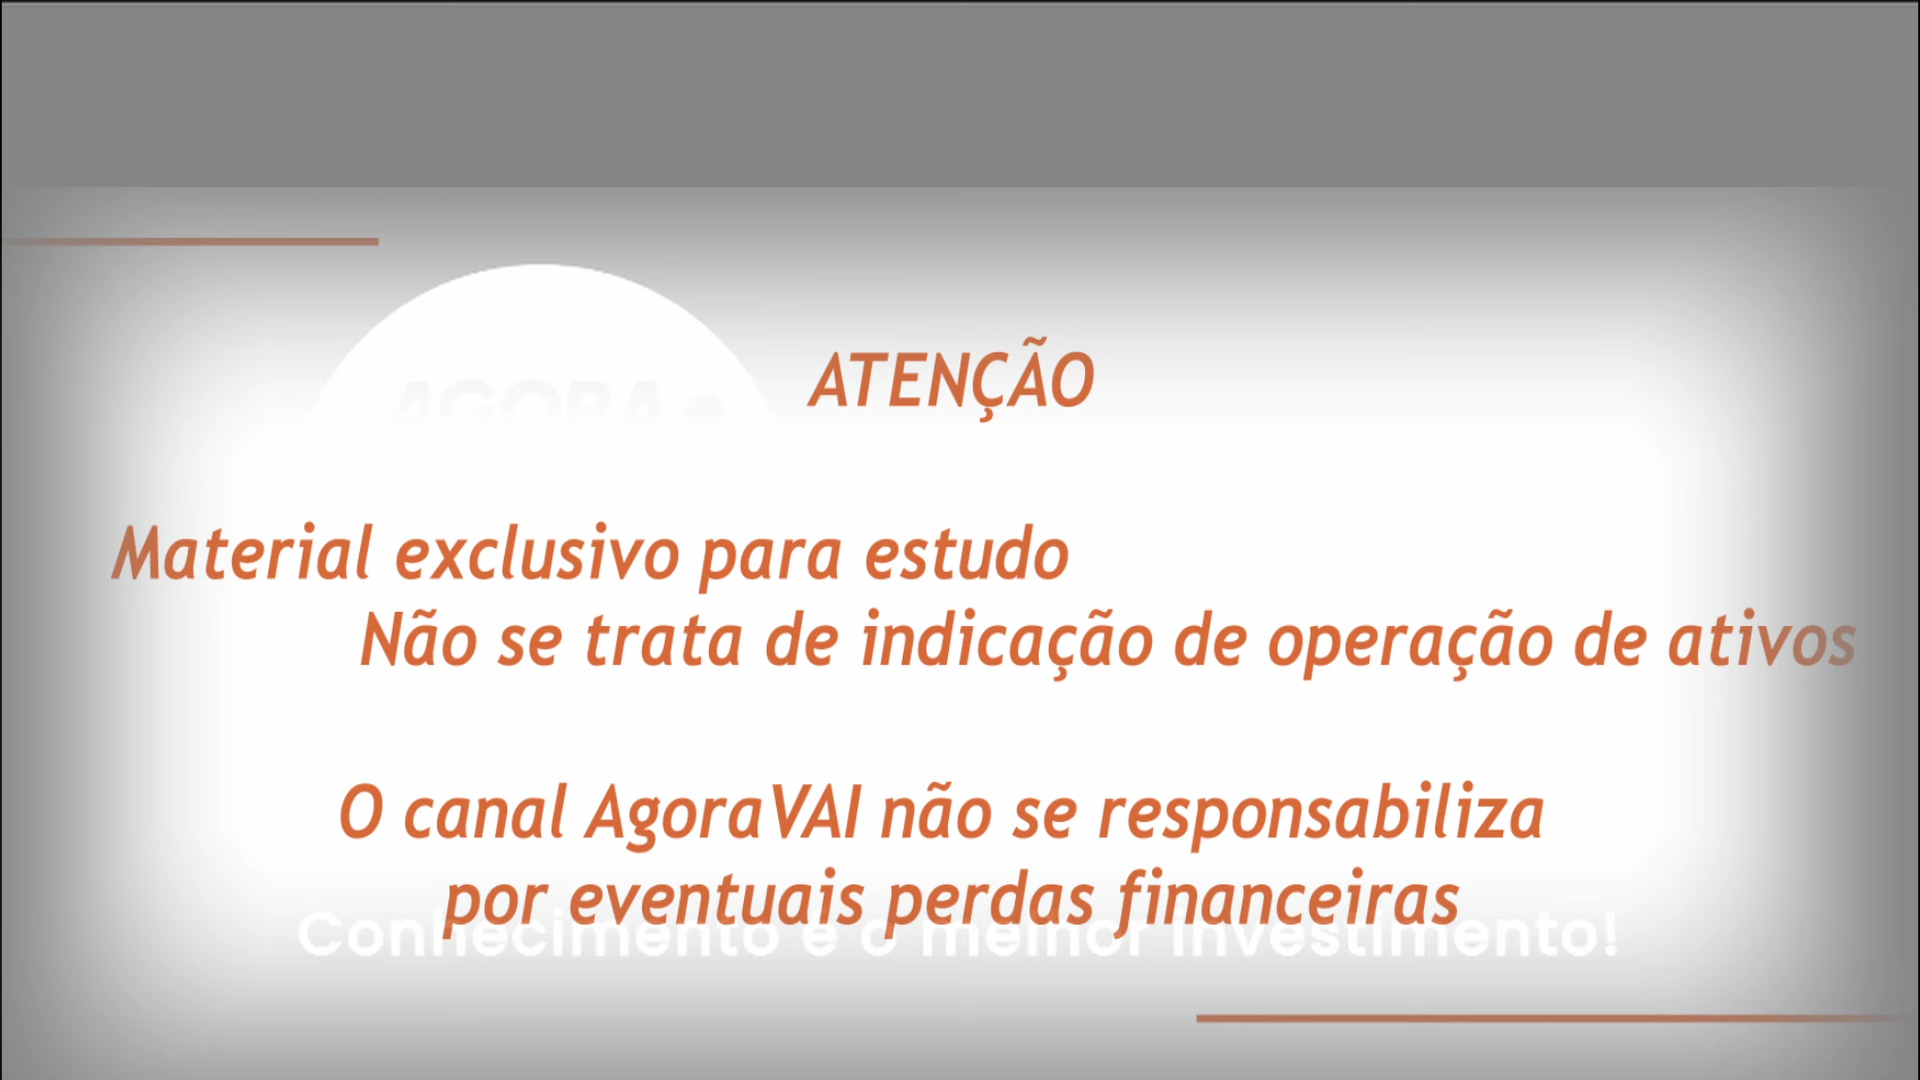 AGORA
ATENÇÃO
Material exclusivo para estudo
Não se trata de indicação de operação de ativos
O canal AgoraVAI não se responsabiliza
por eventuais perdas financeiras
Conhecimento é o melhor investimento!